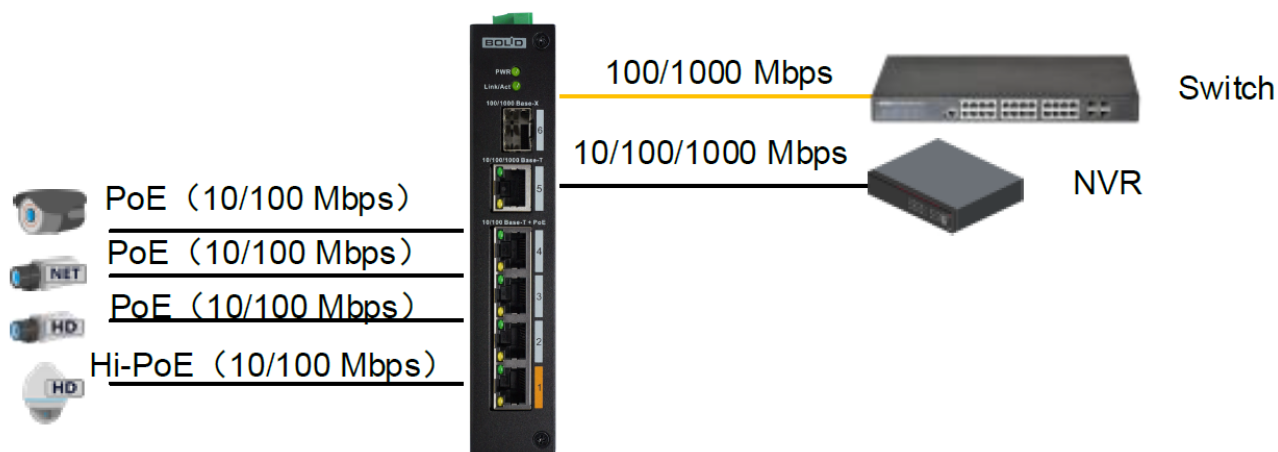 BOLID
PWR
Link/Act
100/1000 Base-X
6
10/100/1000 Base-T
5
10/100 Base-T + PoE
4
3
2
1
100/1000 Mbps
Switch
10/100/1000 Mbps
NVR
PoE（10/100 Mbps）
PoE（10/100 Mbps）
NET
PoE（10/100 Mbps）
HD
Hi-PoE（10/100 Mbps）
HD